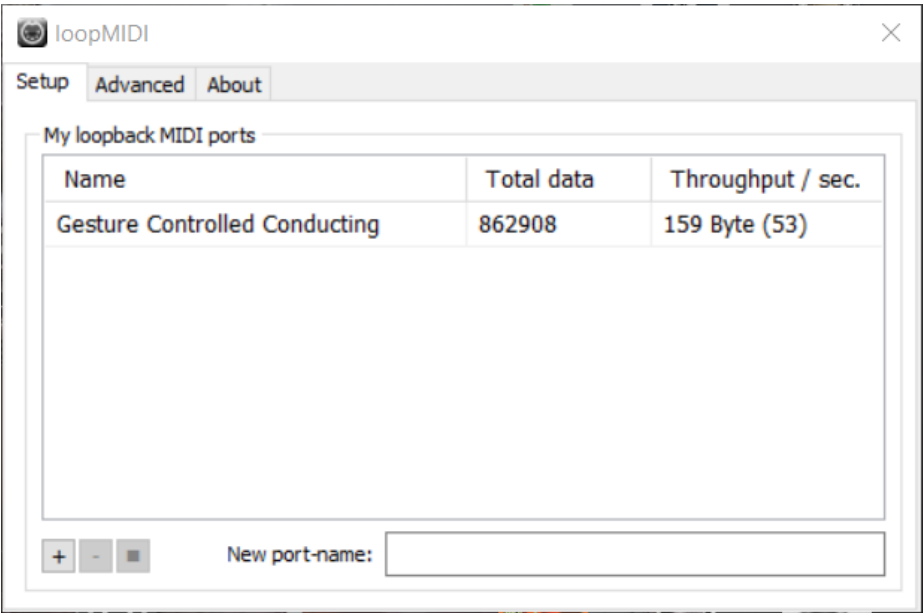 loopMIDI
Setup Advanced About
My loopback MIDI ports
Name Total data Throughput / sec.
Gesture Controlled Conducting 862908 159 Byte (53)
+ - New port-name: